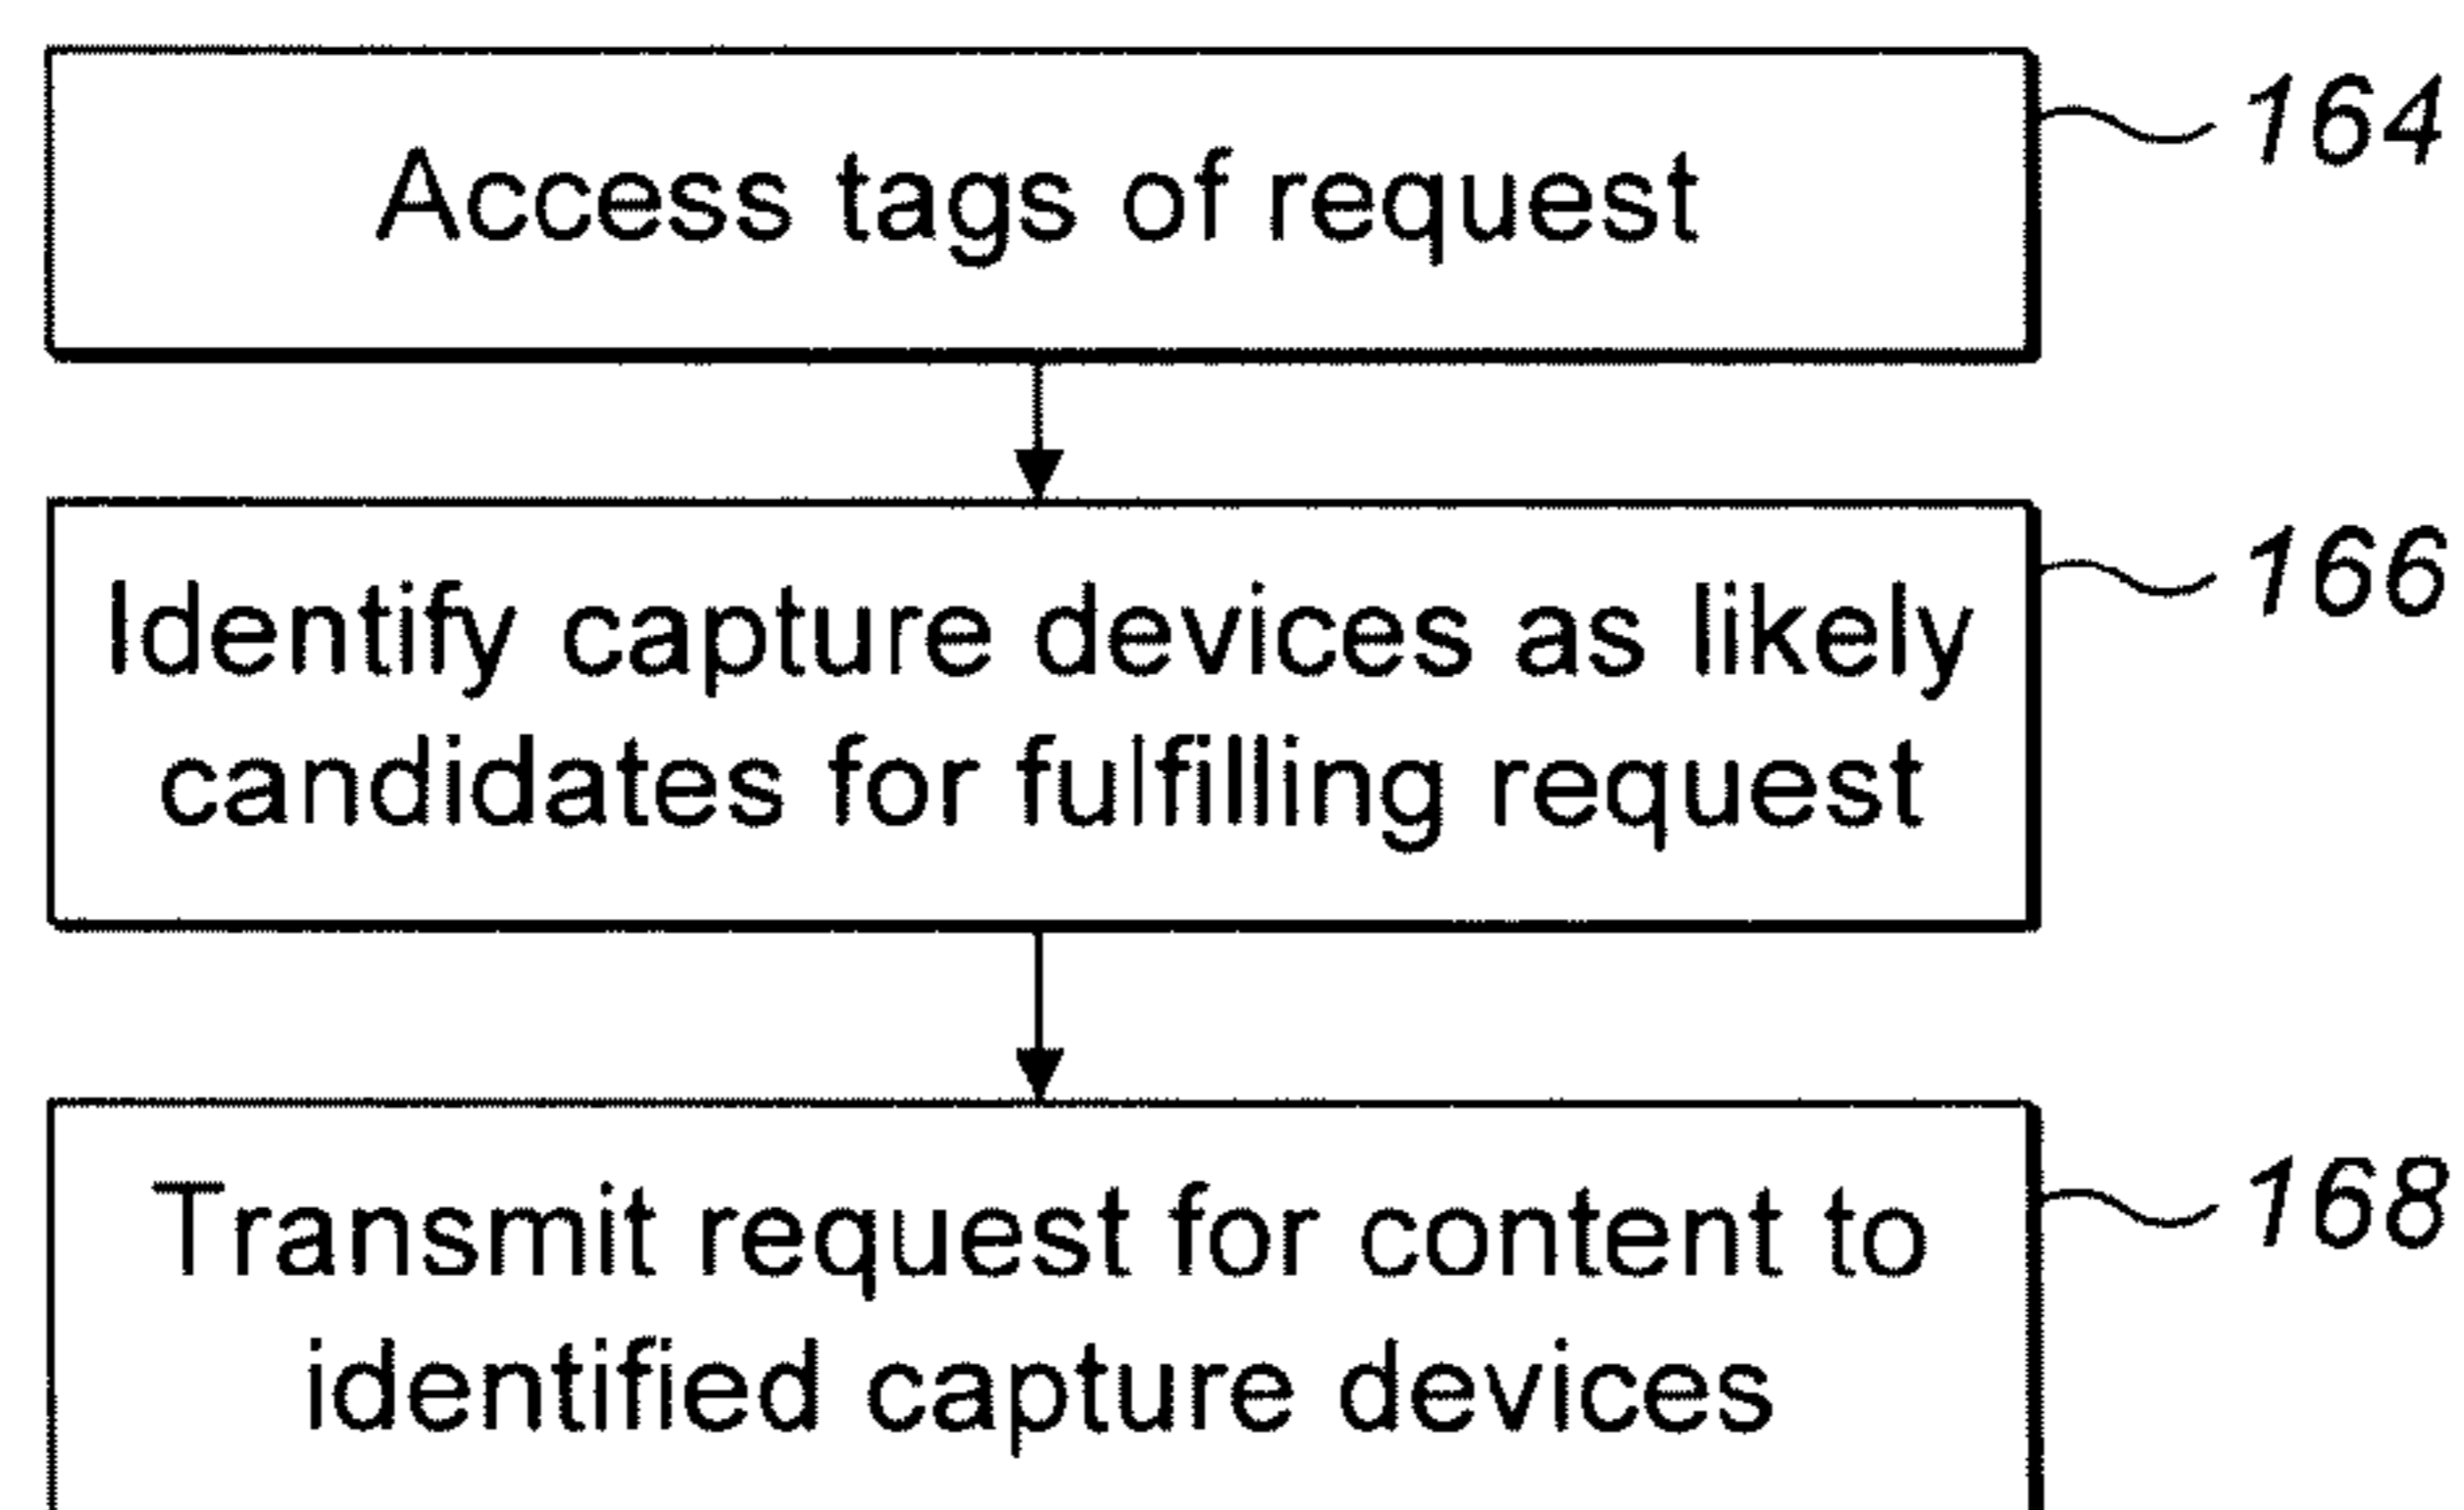 Access tags of request
164
Identify capture devices as likely
candidates for fulfilling request
166
Transmit request for content to
identified capture devices
168